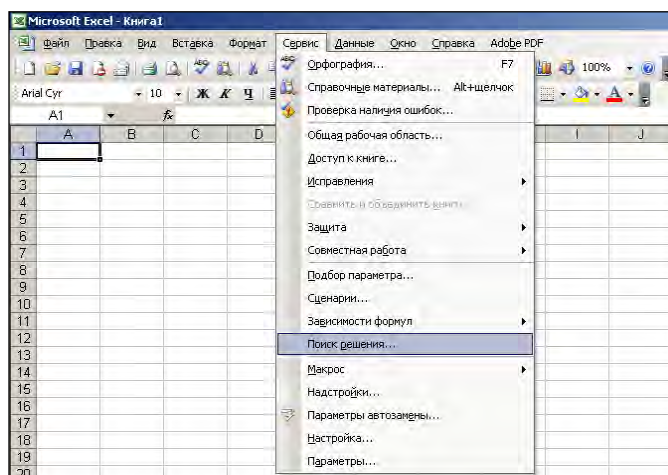 Microsoft Excel - Книга1
Файл Правка Вид Вставка Формат Сервис Данные Окно Справка Adobe PDF
100%
Arial Cyr 10 Ж К Ч
A1 fx
A B C D I J
1
2
3
4
5
6
7
8
9
10
11
12
13
14
15
16
17
18
19
20
Орфография... F7
Справочные материалы... Alt+щелчок
Проверка наличия ошибок...
Общая рабочая область...
Доступ к книге...
Исправления
Сравнить и объединить книги...
Защита
Совместная работа
Подбор параметра...
Сценарии...
Зависимости формул
Поиск решения...
Макрос
Надстройки...
Параметры автозамены...
Настройка...
Параметры...